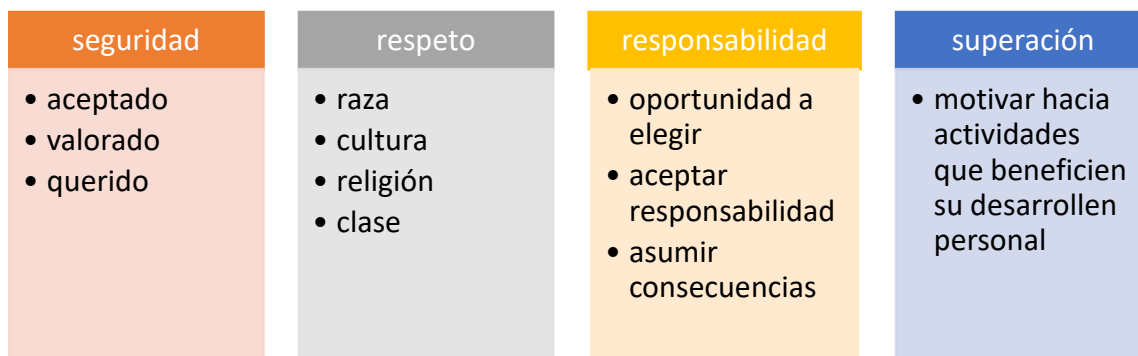 seguridad
• aceptado
• valorado
• querido
respeto
• raza
• cultura
• religión
• clase
responsabilidad
• oportunidad a
elegir
• aceptar
responsabilidad
• asumir
consecuencias
superación
• motivar hacia
actividades
que beneficien
su desarrollen
personal